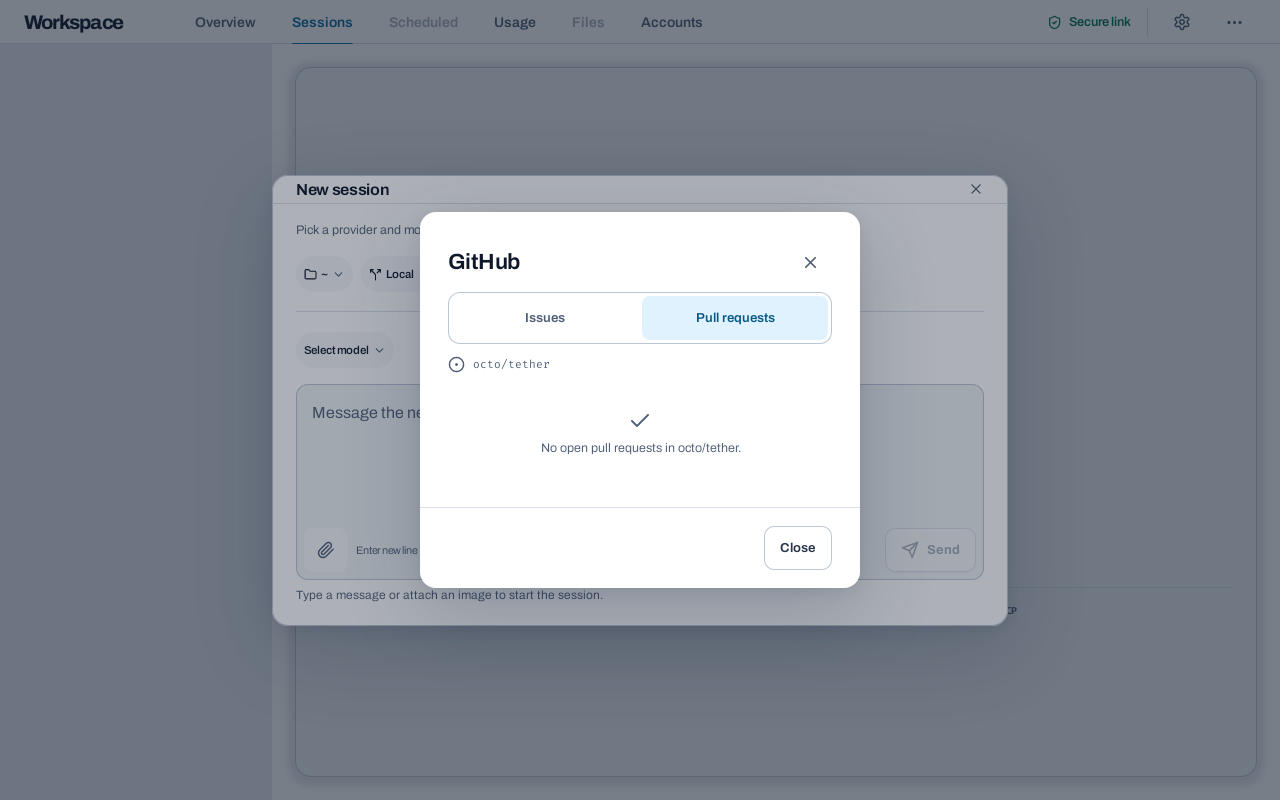 Workspace
Overview
Sessions
Scheduled
Usage
Files
Accounts
Secure link
New session
Pick a provider and mo
~
Local
Select model
Message the ne
Enter new line
Send
Type a message or attach an image to start the session.
GitHub
Issues
Pull requests
octo/tether
No open pull requests in octo/tether.
Close